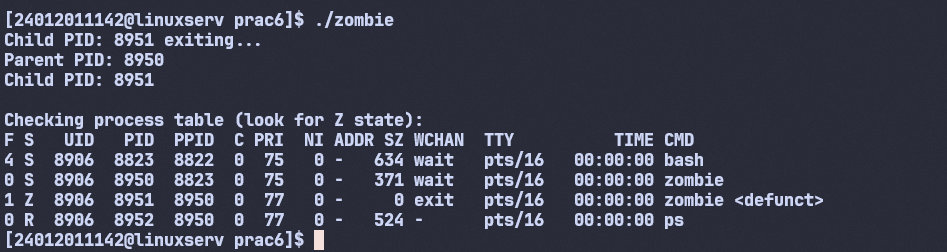 [24012011142@linuxserv prac6]$ ./zombie
Child PID: 8951 exiting...
Parent PID: 8950
Child PID: 8951

Checking process table (look for Z state):
F S   UID   PID  PPID  C PRI  NI ADDR SZ WCHAN  TTY          TIME CMD
4 S  8906  8823  8822  0  75   0 -   634 wait   pts/16   00:00:00 bash
0 S  8906  8950  8823  0  75   0 -   371 wait   pts/16   00:00:00 zombie
1 Z  8906  8951  8950  0  77   0 -     0 exit   pts/16   00:00:00 zombie <defunct>
0 R  8906  8952  8950  0  77   0 -   524 -      pts/16   00:00:00 ps
[24012011142@linuxserv prac6]$